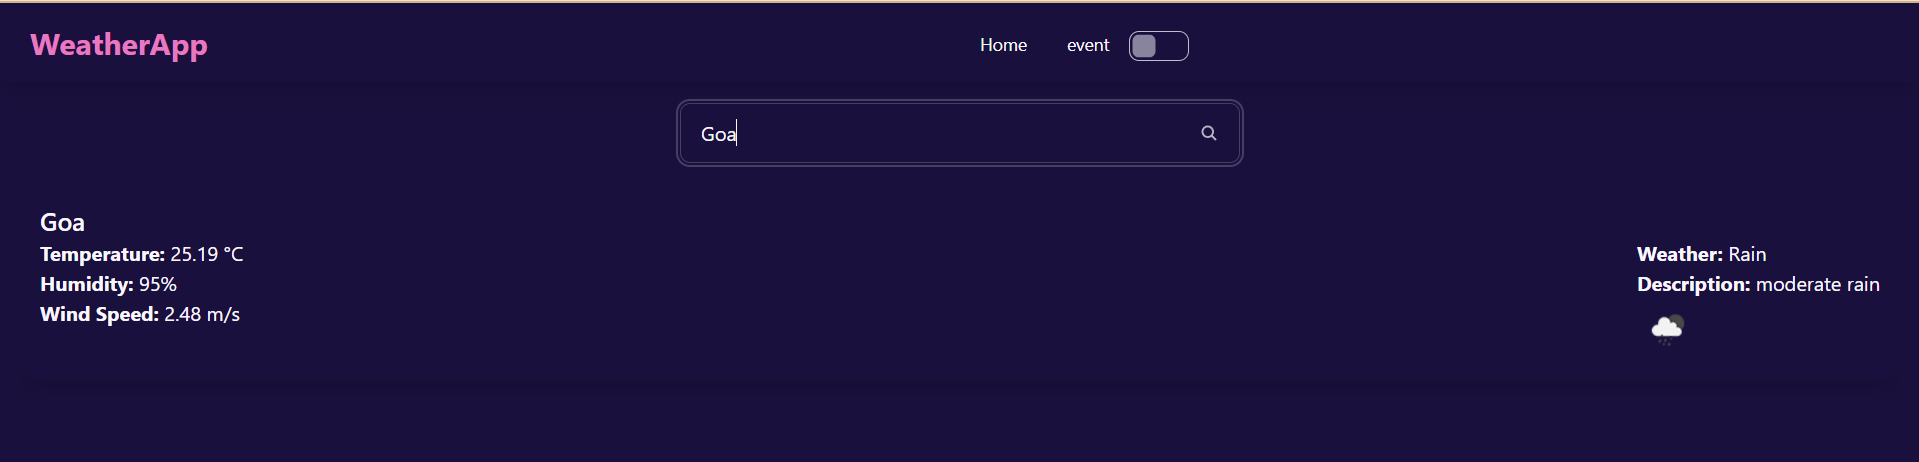 WeatherApp
Home event
Goa
Goa
Temperature: 25.19 °C
Humidity: 95%
Wind Speed: 2.48 m/s
Weather: Rain
Description: moderate rain